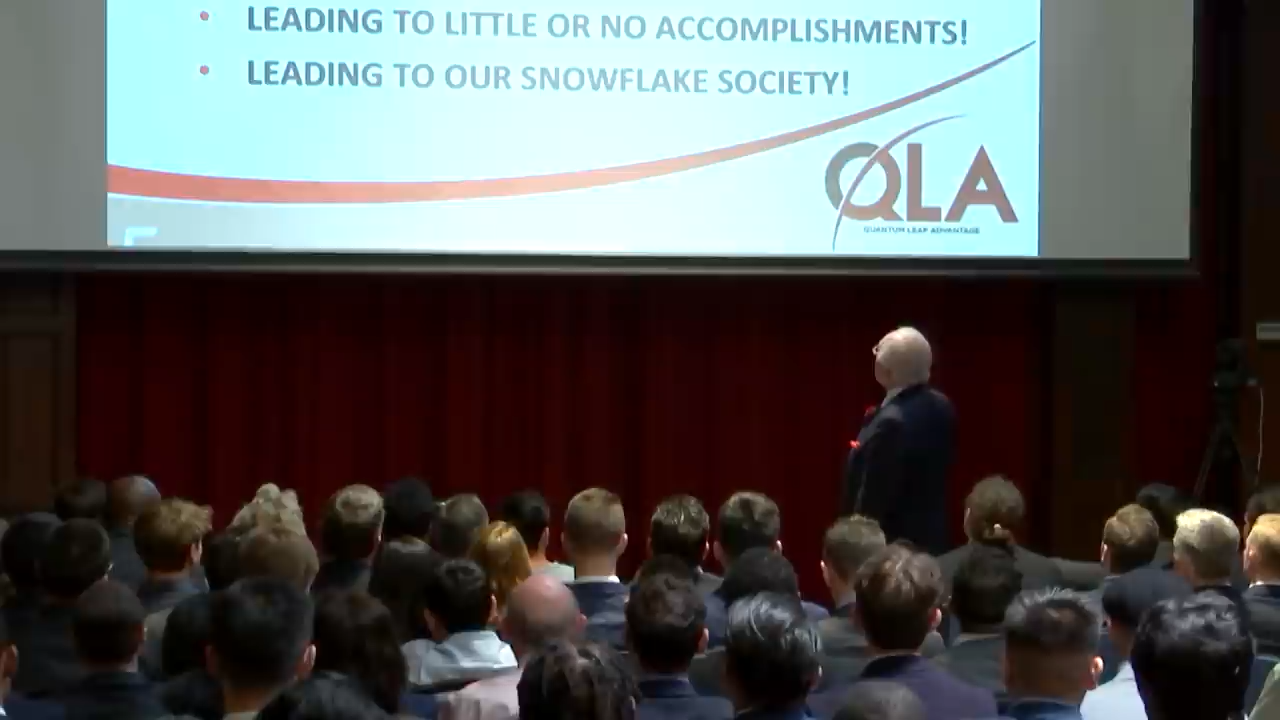 • LEADING TO LITTLE OR NO ACCOMPLISHMENTS!
• LEADING TO OUR SNOWFLAKE SOCIETY!
QLA
QUANTUM LEAP ADVANTAGE